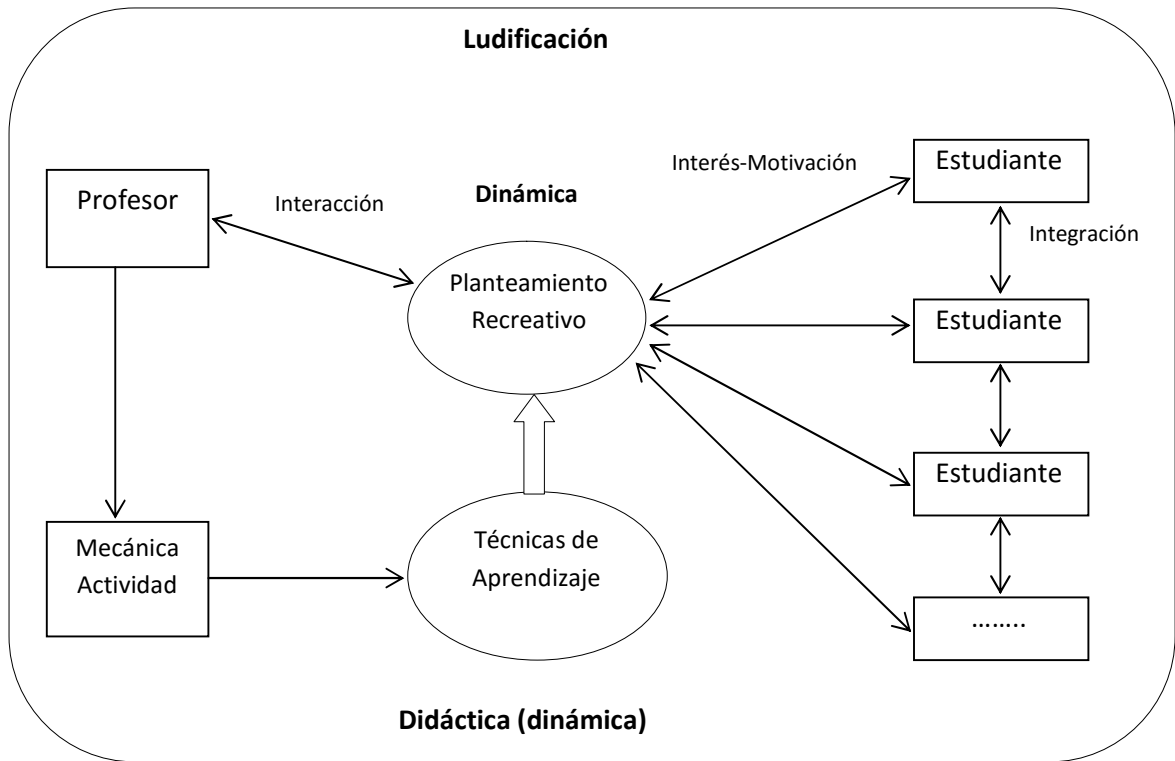 Ludificación
Interés-Motivación
Estudiante
Profesor
Interacción
Dinámica
Integración
Planteamiento
Recreativo
Estudiante
Estudiante
Mecánica
Actividad
Técnicas de
Aprendizaje
……..
Didáctica (dinámica)